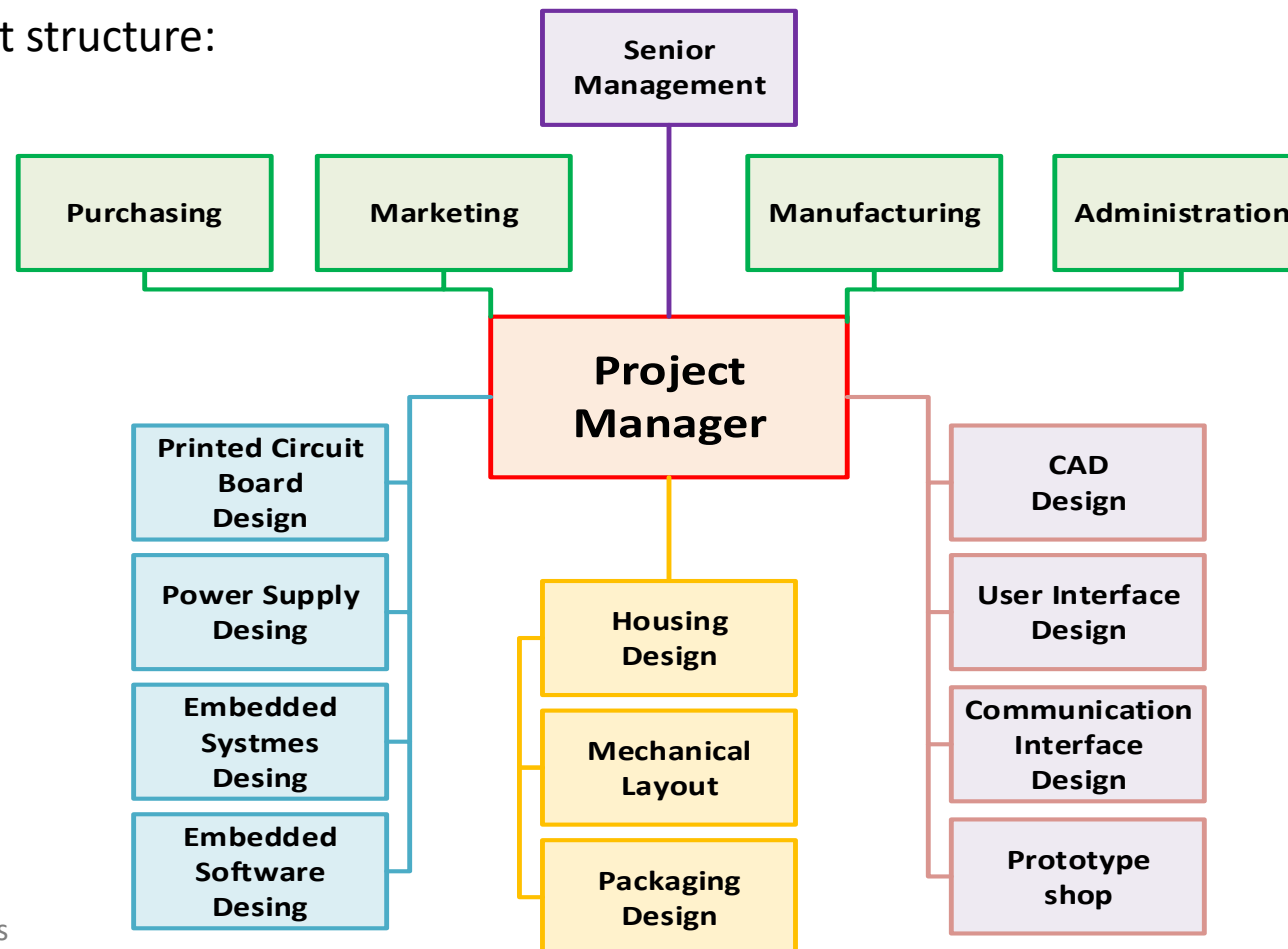 t structure:
Senior
Management
Purchasing
Marketing
Manufacturing
Administration
Project
Manager
Printed Circuit
Board
Design
Power Supply
Desing
Embedded
Systmes
Desing
Embedded
Software
Desing
Housing
Design
Mechanical
Layout
Packaging
Design
CAD
Design
User Interface
Design
Communication
Interface
Design
Prototype
shop
s